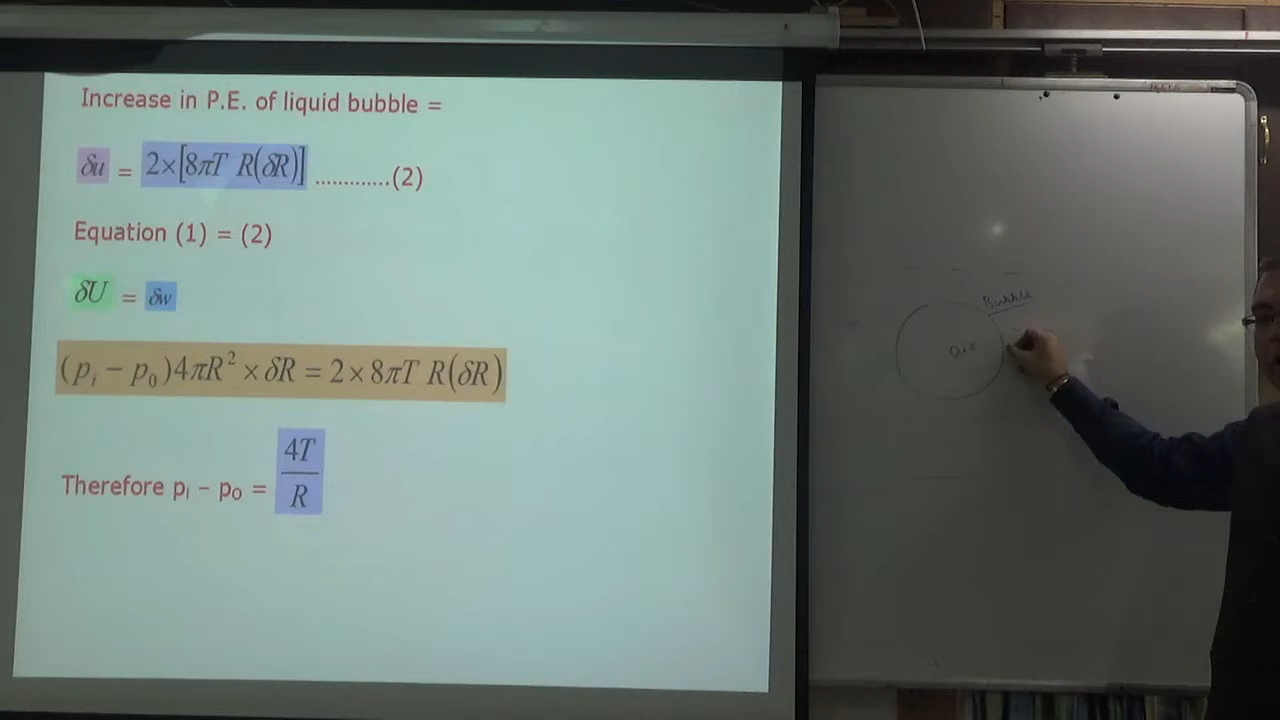 Increase in P.E. of liquid bubble =
δu = 2×[8πT R(δR)] .............(2)
Equation (1) = (2)
δU = δw
(pᵢ − p₀)4πR² × δR = 2 × 8πT R(δR)
Therefore pᵢ – p₀ = 4T/R
Bubble